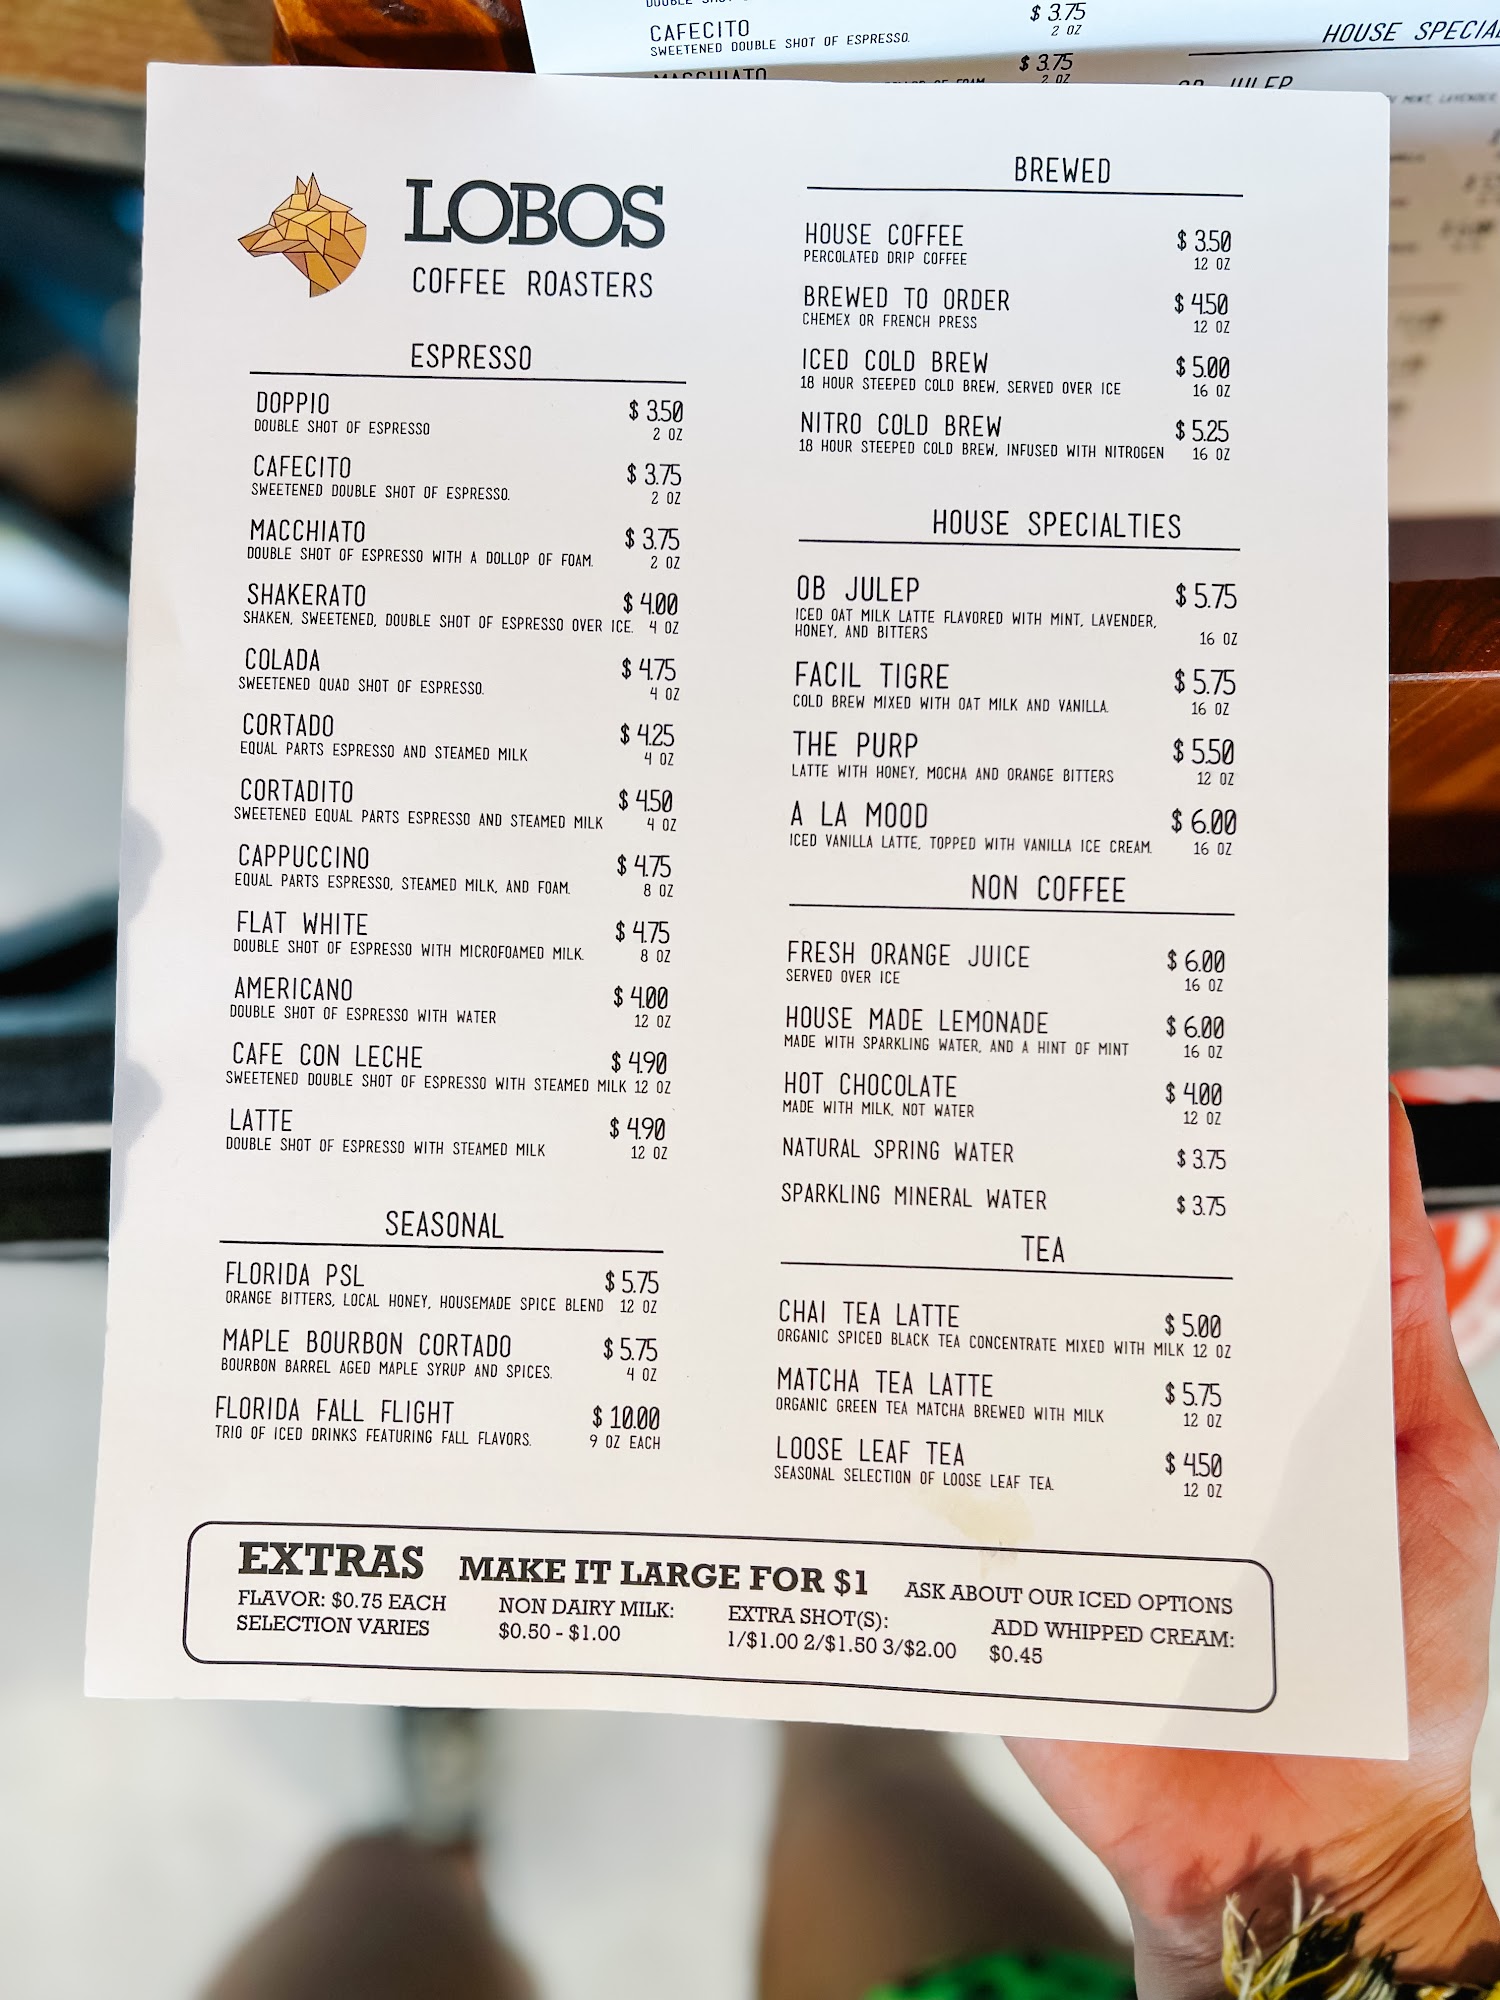 DOUBLE
CAFECITO $ 3.75
SWEETENED DOUBLE SHOT OF ESPRESSO. 2 OZ
MACCHIATO $ 3.75
OF FOAM 2 OZ
HOUSE
OB JULEP
MINT, LAVENDER,
LOBOS
COFFEE ROASTERS
ESPRESSO
DOPPIO $ 3.50
DOUBLE SHOT OF ESPRESSO 2 OZ
CAFECITO $ 3.75
SWEETENED DOUBLE SHOT OF ESPRESSO. 2 OZ
MACCHIATO $ 3.75
DOUBLE SHOT OF ESPRESSO WITH A DOLLOP OF FOAM. 2 OZ
SHAKERATO $ 4.00
SHAKEN, SWEETENED, DOUBLE SHOT OF ESPRESSO OVER ICE. 4 OZ
COLADA $ 4.75
SWEETENED QUAD SHOT OF ESPRESSO. 4 OZ
CORTADO $ 4.25
EQUAL PARTS ESPRESSO AND STEAMED MILK 4 OZ
CORTADITO $ 4.50
SWEETENED EQUAL PARTS ESPRESSO AND STEAMED MILK 4 OZ
CAPPUCCINO $ 4.75
EQUAL PARTS ESPRESSO, STEAMED MILK, AND FOAM. 8 OZ
FLAT WHITE $ 4.75
DOUBLE SHOT OF ESPRESSO WITH MICROFOAMED MILK. 8 OZ
AMERICANO $ 4.00
DOUBLE SHOT OF ESPRESSO WITH WATER 12 OZ
CAFE CON LECHE $ 4.90
SWEETENED DOUBLE SHOT OF ESPRESSO WITH STEAMED MILK 12 OZ
LATTE $ 4.90
DOUBLE SHOT OF ESPRESSO WITH STEAMED MILK 12 OZ
SEASONAL
FLORIDA PSL $ 5.75
ORANGE BITTERS, LOCAL HONEY, HOUSEMADE SPICE BLEND 12 OZ
MAPLE BOURBON CORTADO $ 5.75
BOURBON BARREL AGED MAPLE SYRUP AND SPICES. 4 OZ
FLORIDA FALL FLIGHT $ 10.00
TRIO OF ICED DRINKS FEATURING FALL FLAVORS. 9 OZ EACH
BREWED
HOUSE COFFEE $ 3.50
PERCOLATED DRIP COFFEE 12 OZ
BREWED TO ORDER $ 4.50
CHEMEX OR FRENCH PRESS 12 OZ
ICED COLD BREW $ 5.00
18 HOUR STEEPED COLD BREW, SERVED OVER ICE 16 OZ
NITRO COLD BREW $ 5.25
18 HOUR STEEPED COLD BREW, INFUSED WITH NITROGEN 16 OZ
HOUSE SPECIALTIES
OB JULEP $ 5.75
ICED OAT MILK LATTE FLAVORED WITH MINT, LAVENDER,
HONEY, AND BITTERS 16 OZ
FACIL TIGRE $ 5.75
COLD BREW MIXED WITH OAT MILK AND VANILLA. 16 OZ
THE PURP $ 5.50
LATTE WITH HONEY, MOCHA AND ORANGE BITTERS 12 OZ
A LA MOOD $ 6.00
ICED VANILLA LATTE, TOPPED WITH VANILLA ICE CREAM. 16 OZ
NON COFFEE
FRESH ORANGE JUICE $ 6.00
SERVED OVER ICE 16 OZ
HOUSE MADE LEMONADE $ 6.00
MADE WITH SPARKLING WATER, AND A HINT OF MINT 16 OZ
HOT CHOCOLATE $ 4.00
MADE WITH MILK, NOT WATER 12 OZ
NATURAL SPRING WATER $ 3.75
SPARKLING MINERAL WATER $ 3.75
TEA
CHAI TEA LATTE $ 5.00
ORGANIC SPICED BLACK TEA CONCENTRATE MIXED WITH MILK 12 OZ
MATCHA TEA LATTE $ 5.75
ORGANIC GREEN TEA MATCHA BREWED WITH MILK 12 OZ
LOOSE LEAF TEA $ 4.50
SEASONAL SELECTION OF LOOSE LEAF TEA. 12 OZ
EXTRAS MAKE IT LARGE FOR $1 ASK ABOUT OUR ICED OPTIONS
FLAVOR: $0.75 EACH
SELECTION VARIES
NON DAIRY MILK:
$0.50 - $1.00
EXTRA SHOT(S):
1/$1.00 2/$1.50 3/$2.00
ADD WHIPPED CREAM:
$0.45